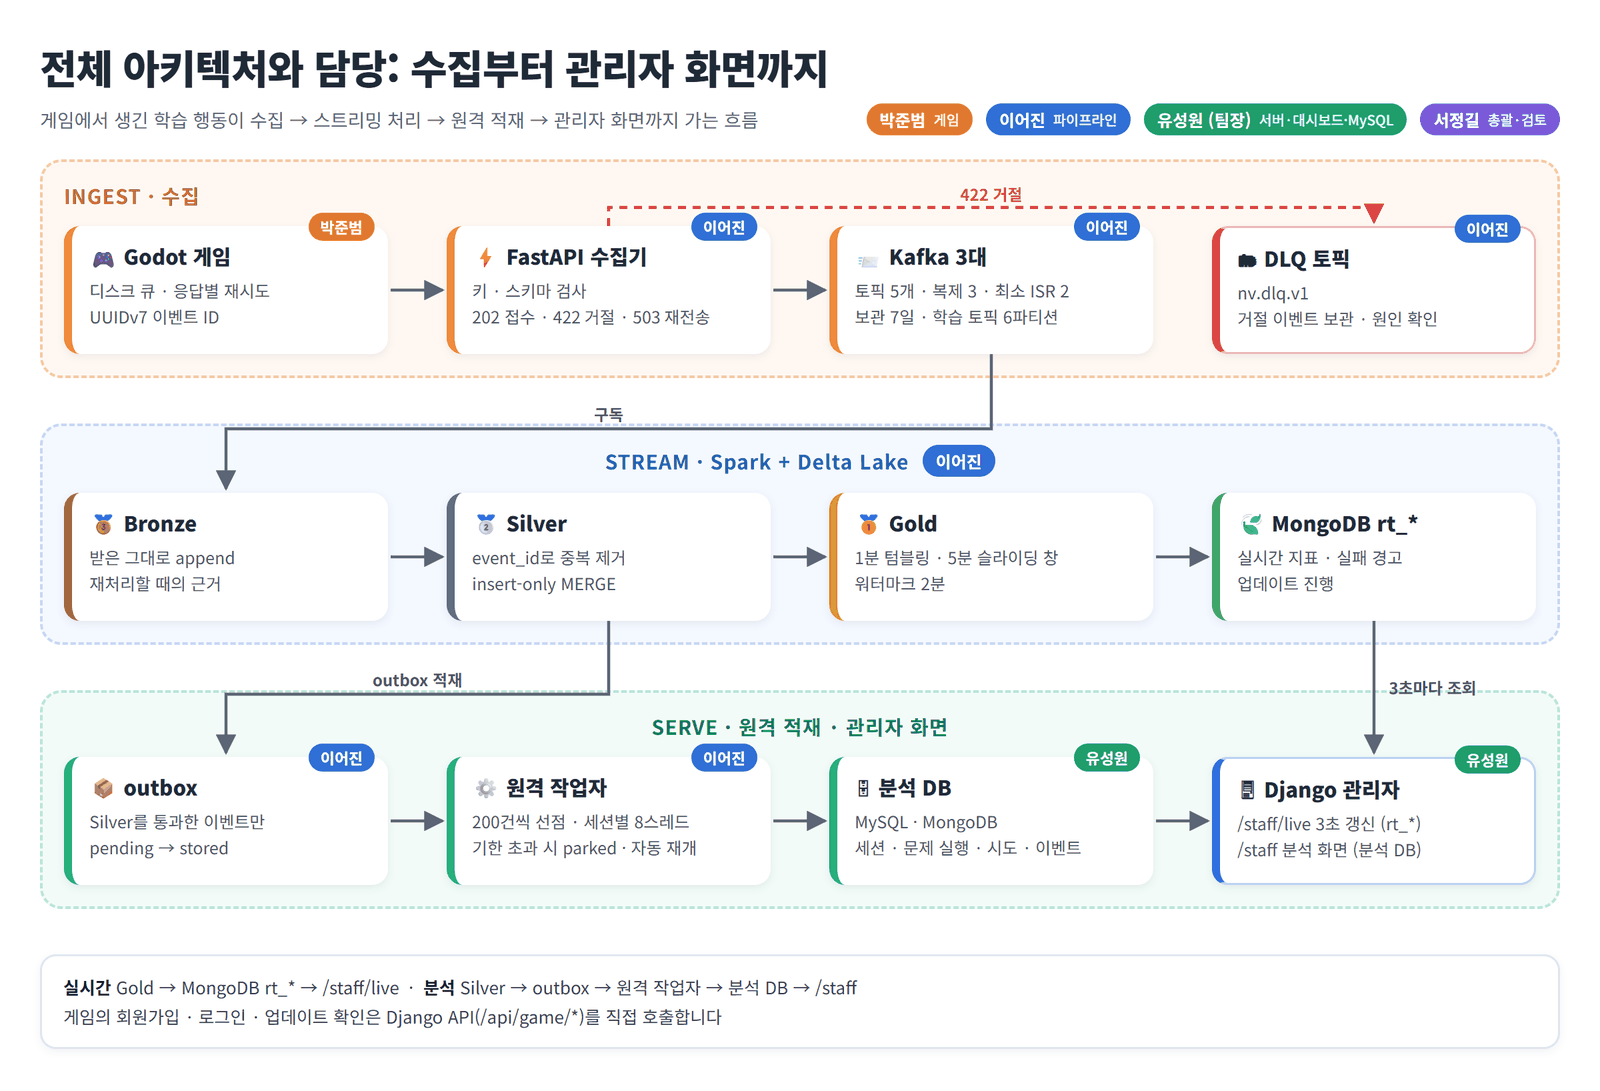 전체 아키텍처와 담당: 수집부터 관리자 화면까지
게임에서 생긴 학습 행동이 수집 → 스트리밍 처리 → 원격 적재 → 관리자 화면까지 가는 흐름
박준범 게임
이어진 파이프라인
유성원 (팀장) 서버·대시보드·MySQL
서정길 총괄·검토
INGEST · 수집
422 거절
박준범
Godot 게임
디스크 큐 · 응답별 재시도
UUIDv7 이벤트 ID
이어진
FastAPI 수집기
키 · 스키마 검사
202 접수 · 422 거절 · 503 재전송
이어진
Kafka 3대
토픽 5개 · 복제 3 · 최소 ISR 2
보관 7일 · 학습 토픽 6파티션
이어진
DLQ 토픽
nv.dlq.v1
거절 이벤트 보관 · 원인 확인
구독
STREAM · Spark + Delta Lake
이어진
Bronze
받은 그대로 append
재처리할 때의 근거
Silver
event_id로 중복 제거
insert-only MERGE
Gold
1분 텀블링 · 5분 슬라이딩 창
워터마크 2분
MongoDB rt_*
실시간 지표 · 실패 경고
업데이트 진행
outbox 적재
3초마다 조회
SERVE · 원격 적재 · 관리자 화면
이어진
outbox
Silver를 통과한 이벤트만
pending → stored
이어진
원격 작업자
200건씩 선점 · 세션별 8스레드
기한 초과 시 parked · 자동 재개
유성원
분석 DB
MySQL · MongoDB
세션 · 문제 실행 · 시도 · 이벤트
유성원
Django 관리자
/staff/live 3초 갱신 (rt_*)
/staff 분석 화면 (분석 DB)
실시간 Gold → MongoDB rt_* → /staff/live · 분석 Silver → outbox → 원격 작업자 → 분석 DB → /staff
게임의 회원가입 · 로그인 · 업데이트 확인은 Django API(/api/game/*)를 직접 호출합니다